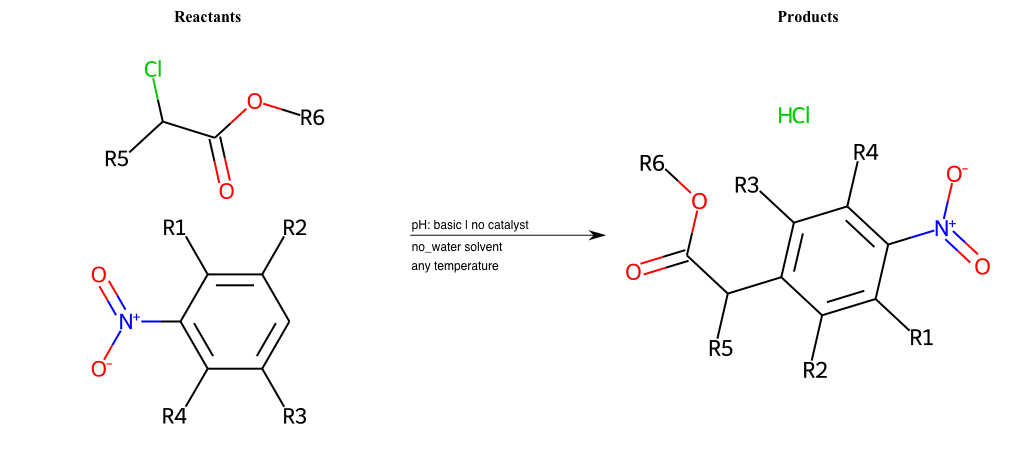 Reactants
Products
Cl
O
R6
R5
O
HCl
R6
R3
R4
O-
O
N+
O
O
R5
R2
R1
R1
R2
O
N+
O-
R4
R3
pH: basic | no catalyst
no_water solvent
any temperature